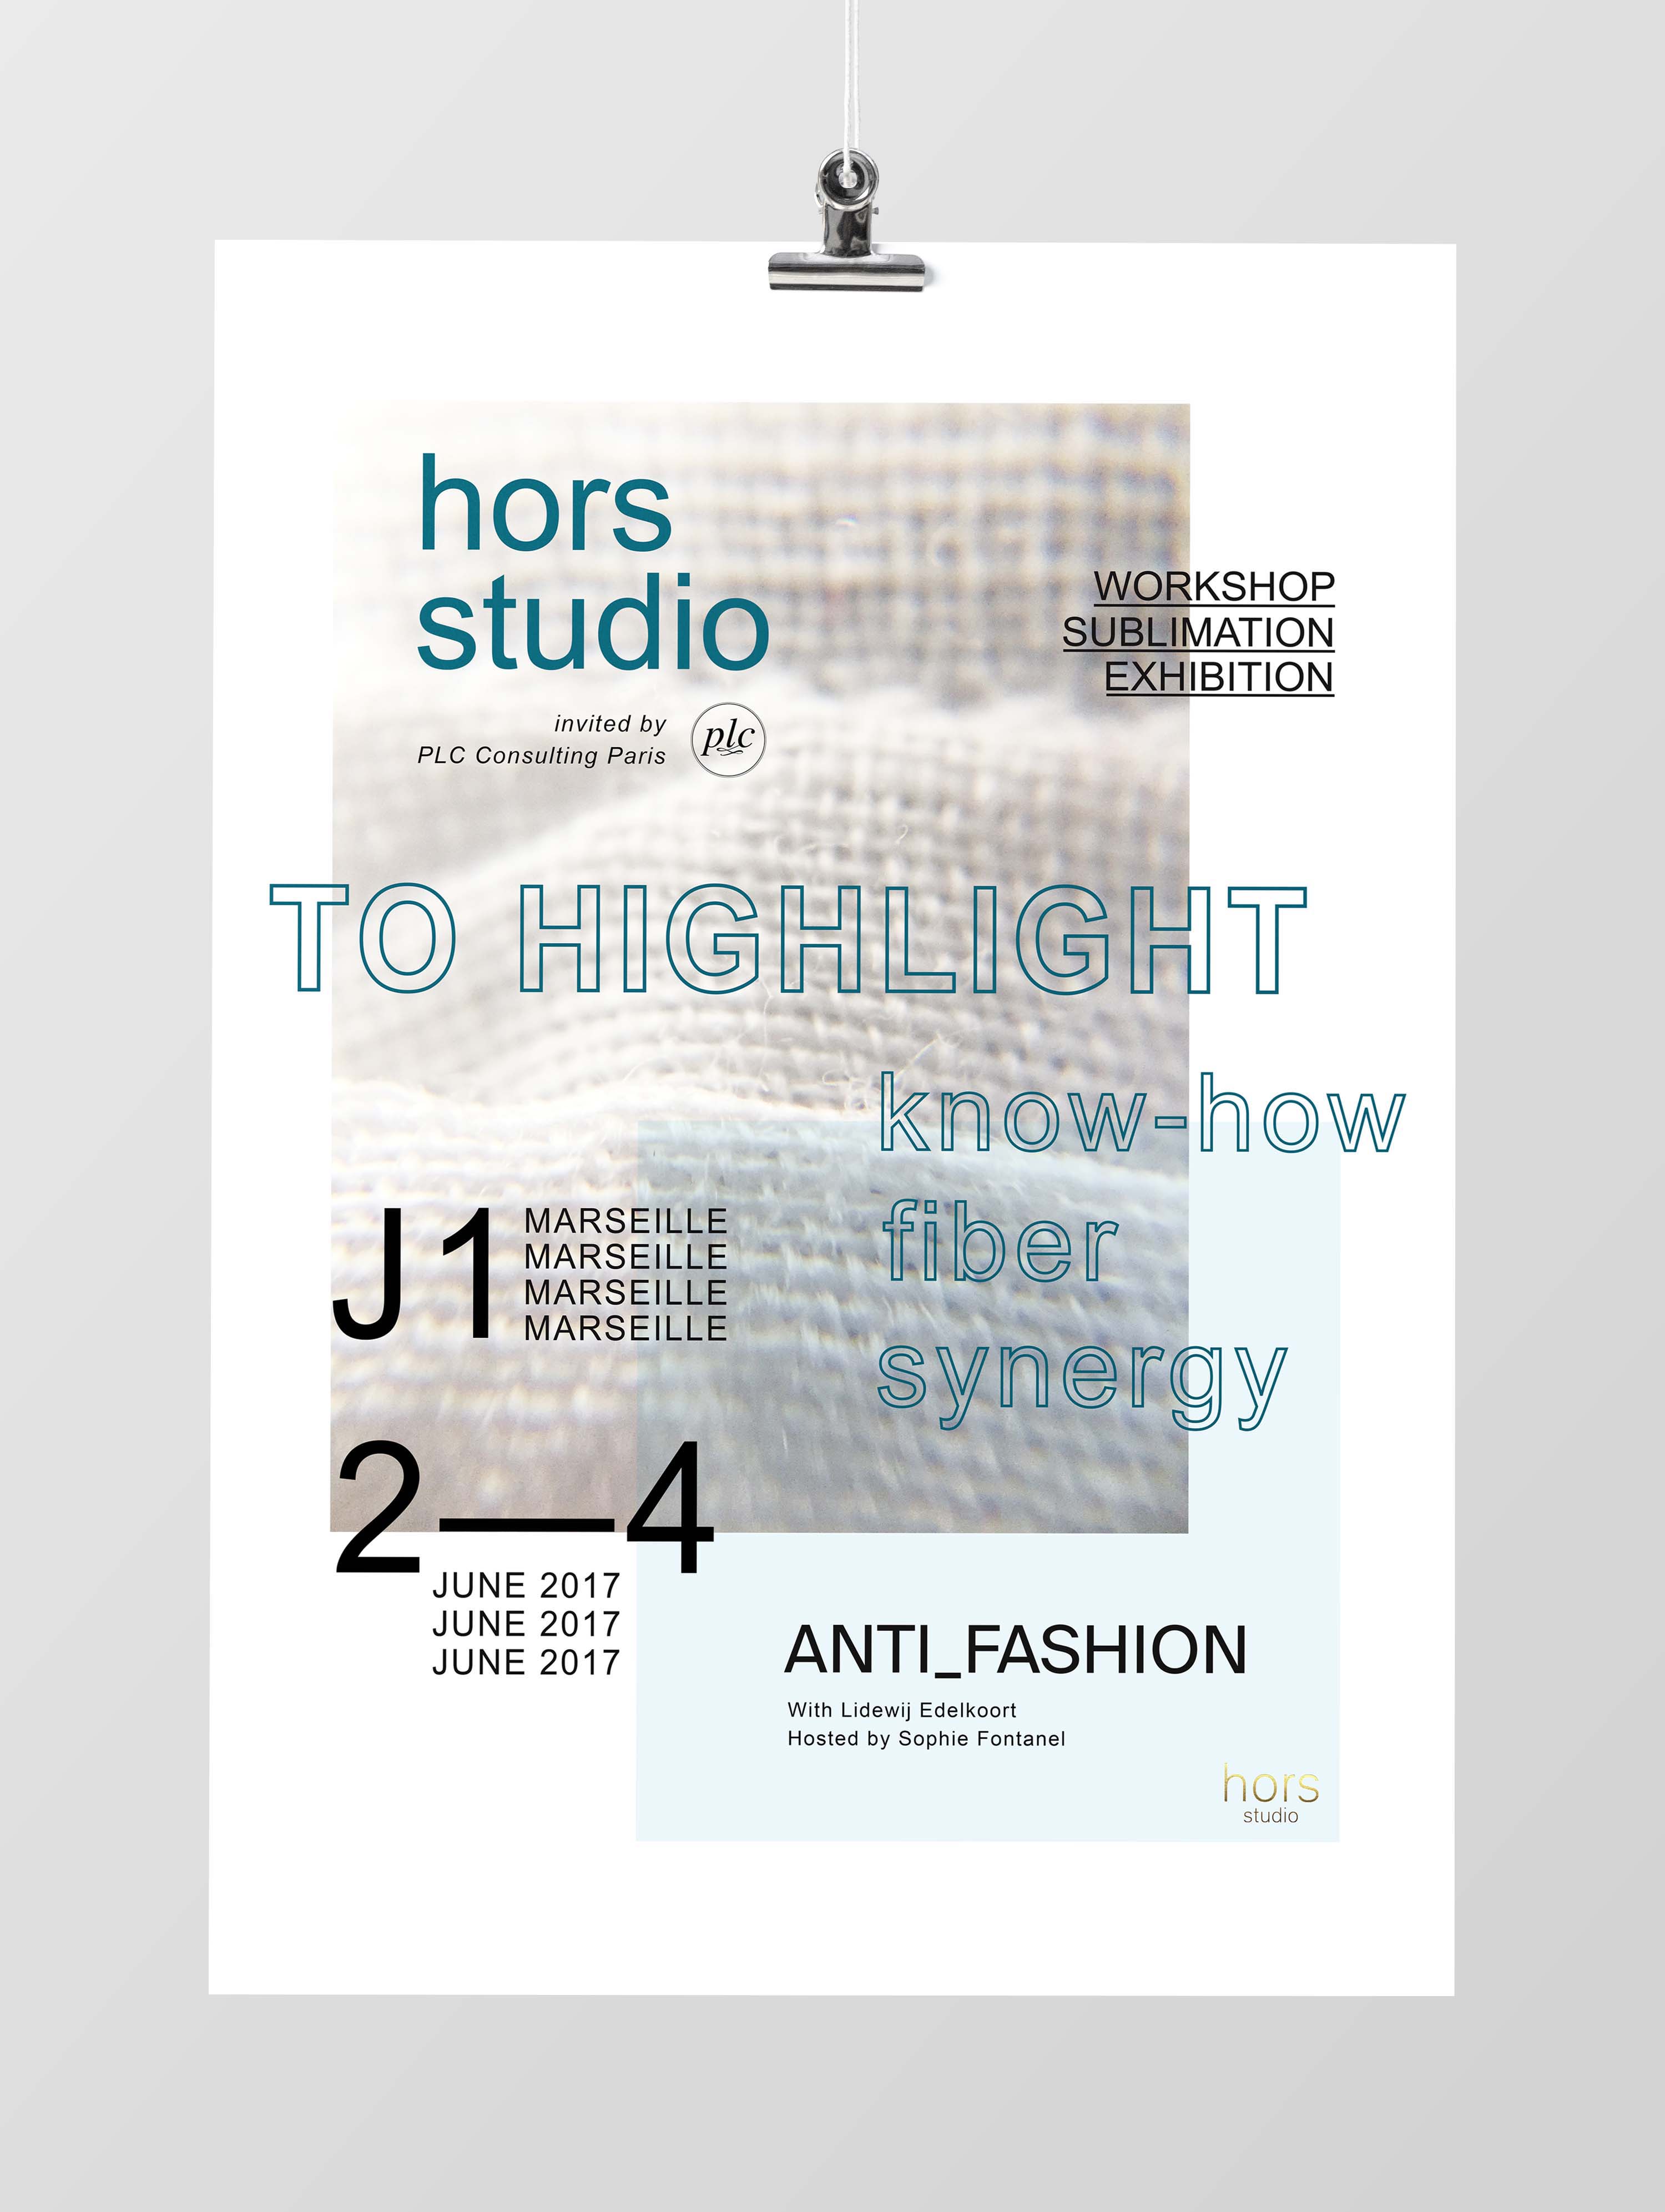 hors
studio
invited by
PLC Consulting Paris
plc
WORKSHOP
SUBLIMATION
EXHIBITION
TO HIGHLIGHT
know-how
fiber
synergy
J1
MARSEILLE
MARSEILLE
MARSEILLE
MARSEILLE
2—4
JUNE 2017
JUNE 2017
JUNE 2017
ANTI_FASHION
With Lidewij Edelkoort
Hosted by Sophie Fontanel
hors
studio